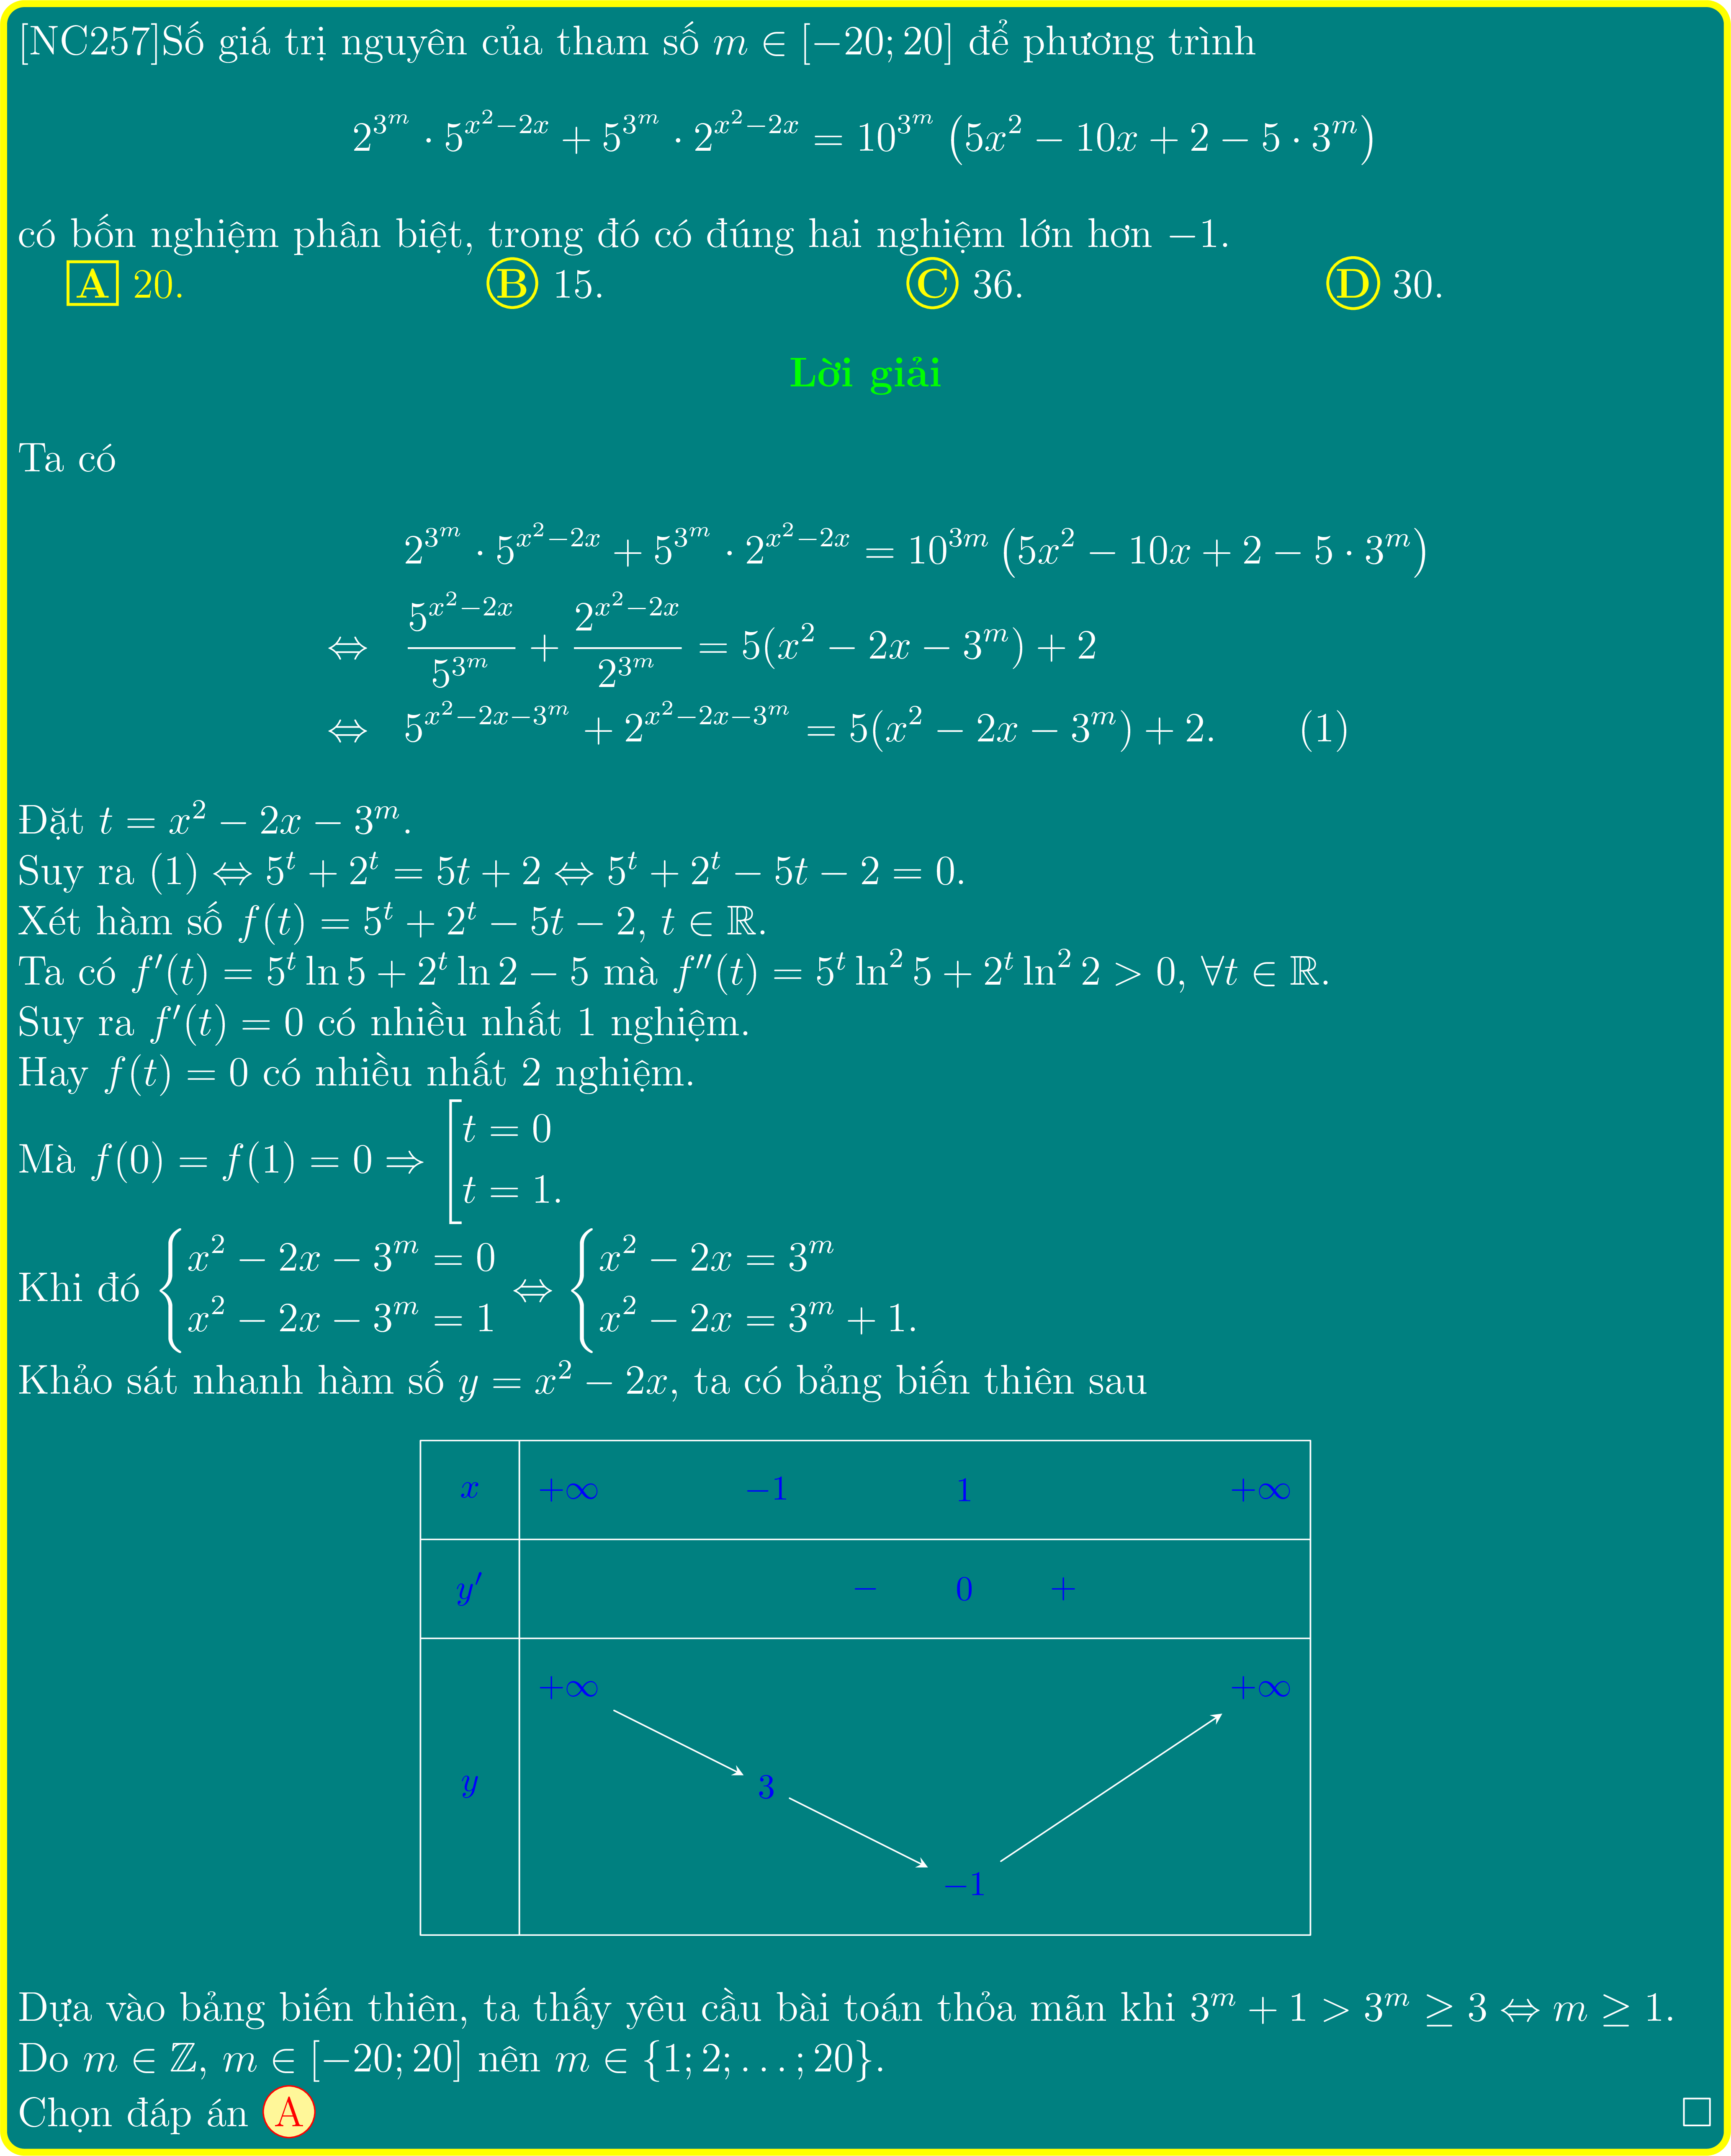 [NC257]Số giá trị nguyên của tham số $m \in [-20; 20]$ để phương trình
$2^{3^m} \cdot 5^{x^2-2x} + 5^{3^m} \cdot 2^{x^2-2x} = 10^{3^m} \left(5x^2 - 10x + 2 - 5 \cdot 3^m\right)$
có bốn nghiệm phân biệt, trong đó có đúng hai nghiệm lớn hơn $-1$.
A 20. B 15. C 36. D 30.
Lời giải
Ta có
$2^{3^m} \cdot 5^{x^2-2x} + 5^{3^m} \cdot 2^{x^2-2x} = 10^{3m} \left(5x^2 - 10x + 2 - 5 \cdot 3^m\right)$
$\Leftrightarrow \dfrac{5^{x^2-2x}}{5^{3^m}} + \dfrac{2^{x^2-2x}}{2^{3^m}} = 5(x^2 - 2x - 3^m) + 2$
$\Leftrightarrow 5^{x^2-2x-3^m} + 2^{x^2-2x-3^m} = 5(x^2 - 2x - 3^m) + 2. \quad (1)$
Đặt $t = x^2 - 2x - 3^m$.
Suy ra $(1) \Leftrightarrow 5^t + 2^t = 5t + 2 \Leftrightarrow 5^t + 2^t - 5t - 2 = 0$.
Xét hàm số $f(t) = 5^t + 2^t - 5t - 2$, $t \in \mathbb{R}$.
Ta có $f'(t) = 5^t \ln 5 + 2^t \ln 2 - 5$ mà $f''(t) = 5^t \ln^2 5 + 2^t \ln^2 2 > 0$, $\forall t \in \mathbb{R}$.
Suy ra $f'(t) = 0$ có nhiều nhất 1 nghiệm.
Hay $f(t) = 0$ có nhiều nhất 2 nghiệm.
Mà $f(0) = f(1) = 0 \Rightarrow \left[\begin{array}{l} t = 0 \\ t = 1. \end{array}\right.$
Khi đó $\begin{cases} x^2 - 2x - 3^m = 0 \\ x^2 - 2x - 3^m = 1 \end{cases} \Leftrightarrow \begin{cases} x^2 - 2x = 3^m \\ x^2 - 2x = 3^m + 1. \end{cases}$
Khảo sát nhanh hàm số $y = x^2 - 2x$, ta có bảng biến thiên sau
$x$ $+\infty$ $-1$ $1$ $+\infty$
$y'$ $-$ $0$ $+$
$+\infty$ $+\infty$
$y$ $3$
$-1$
Dựa vào bảng biến thiên, ta thấy yêu cầu bài toán thỏa mãn khi $3^m + 1 > 3^m \geq 3 \Leftrightarrow m \geq 1$.
Do $m \in \mathbb{Z}$, $m \in [-20; 20]$ nên $m \in \{1; 2; \ldots; 20\}$.
Chọn đáp án A